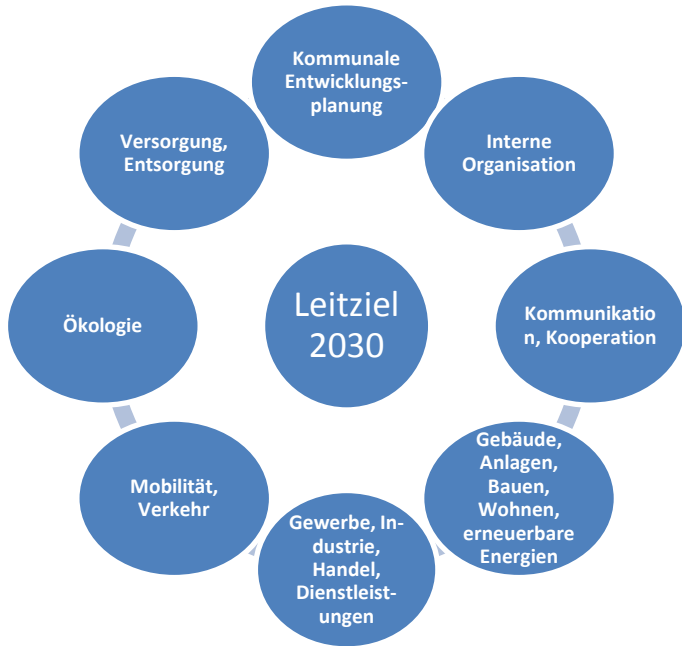 Kommunale
Entwicklungs-
planung
Interne
Organisation
Kommunikatio
n, Kooperation
Gebäude,
Anlagen,
Bauen,
Wohnen,
erneuerbare
Energien
Gewerbe, In-
dustrie,
Handel,
Dienstleist-
ungen
Mobilität,
Verkehr
Ökologie
Versorgung,
Entsorgung
Leitziel
2030